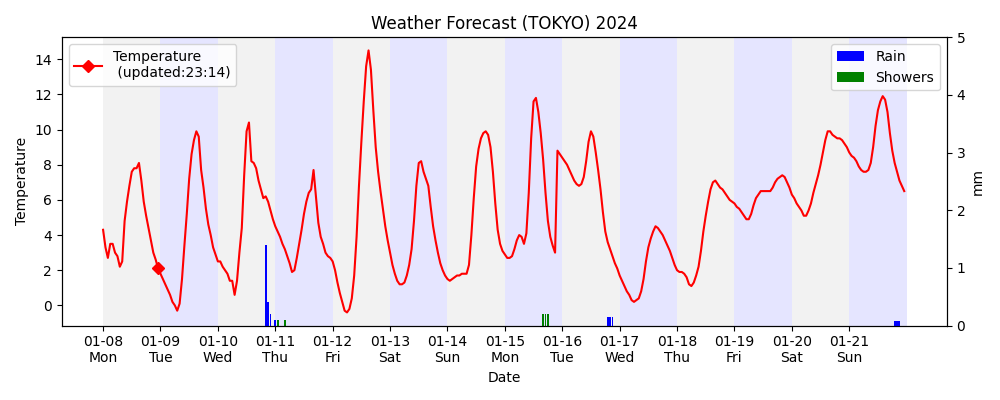 Weather Forecast (TOKYO) 2024
Temperature
(updated:23:14)
Rain
Showers
Temperature
14
12
10
8
6
4
2
0
5
4
3
2
1
0
mm
01-08 01-09 01-10 01-11 01-12 01-13 01-14 01-15 01-16 01-17 01-18 01-19 01-20 01-21
Mon Tue Wed Thu Fri Sat Sun Mon Tue Wed Thu Fri Sat Sun
Date